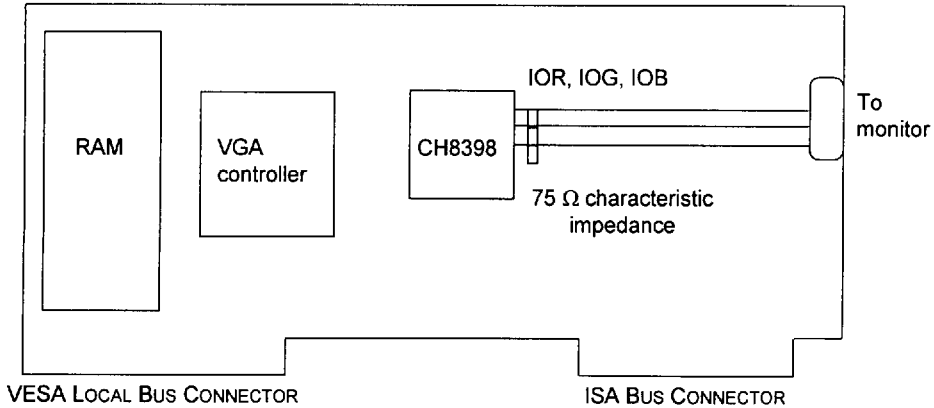 IOR, IOG, IOB
To
monitor
RAM
VGA
controller
CH8398
75 Ω characteristic
impedance
VESA LOCAL BUS CONNECTOR
ISA BUS CONNECTOR